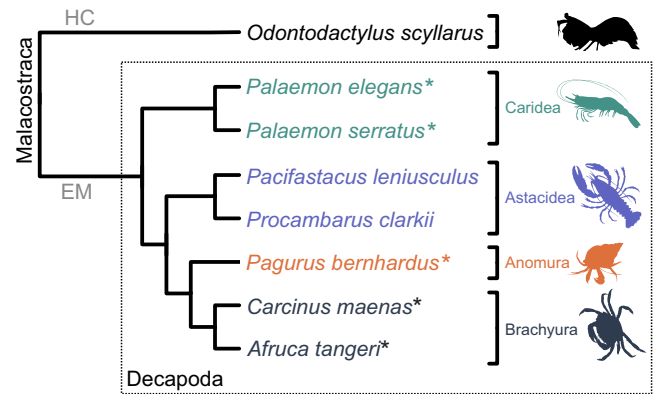 HC
Malacostraca
EM
Odontodactylus scyllarus
Palaemon elegans*
Palaemon serratus*
Caridea
Pacifastacus leniusculus
Procambarus clarkii
Astacidea
Pagurus bernhardus*
Anomura
Carcinus maenas*
Afruca tangeri*
Brachyura
Decapoda